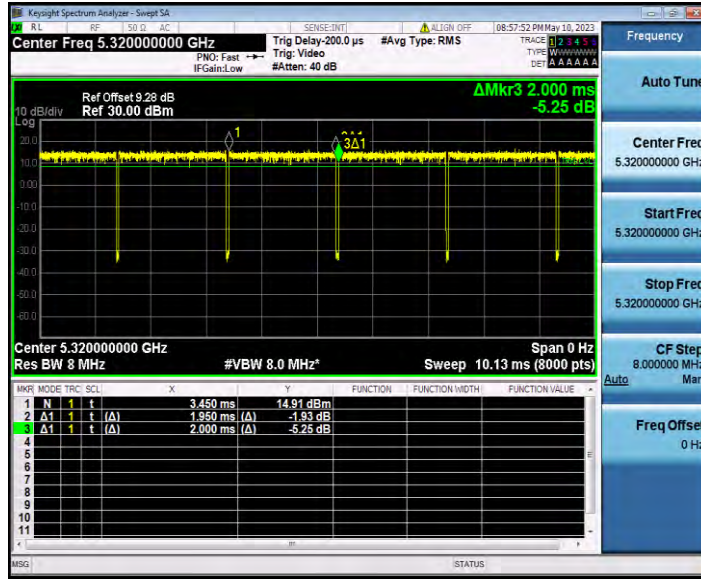 Keysight Spectrum Analyzer - Swept SA
RL RF 50 Ω AC SENSE:INT ALIGN OFF 08:57:52 PM May 10, 2023
Center Freq 5.320000000 GHz
PNO: Fast
IFGain:Low
Trig Delay-200.0 µs
Trig: Video
#Atten: 40 dB
#Avg Type: RMS
TRACE 1 2 3 4 5 6
TYPE W
DET A A A A A A
ΔMkr3 2.000 ms
-5.25 dB
Ref Offset 9.28 dB
10 dB/div Ref 30.00 dBm
Log
20.0
10.0
0.00
-10.0
-20.0
-30.0
-40.0
-50.0
-60.0
1
3Δ1
Center 5.320000000 GHz Span 0 Hz
Res BW 8 MHz #VBW 8.0 MHz* Sweep 10.13 ms (8000 pts)
MKR MODE TRC SCL X Y FUNCTION FUNCTION WIDTH FUNCTION VALUE
1 N 1 t 3.450 ms 14.91 dBm
2 Δ1 1 t (Δ) 1.950 ms (Δ) -1.93 dB
3 Δ1 1 t (Δ) 2.000 ms (Δ) -5.25 dB
4
5
6
7
8
9
10
11
MSG STATUS
Frequency
Auto Tune
Center Freq
5.320000000 GHz
Start Freq
5.320000000 GHz
Stop Freq
5.320000000 GHz
CF Step
8.000000 MHz
Auto Man
Freq Offset
0 Hz